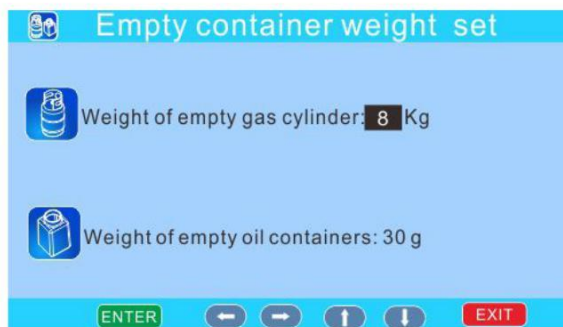 Empty container weight set
Weight of empty gas cylinder: 8 Kg
Weight of empty oil containers: 30 g
ENTER EXIT